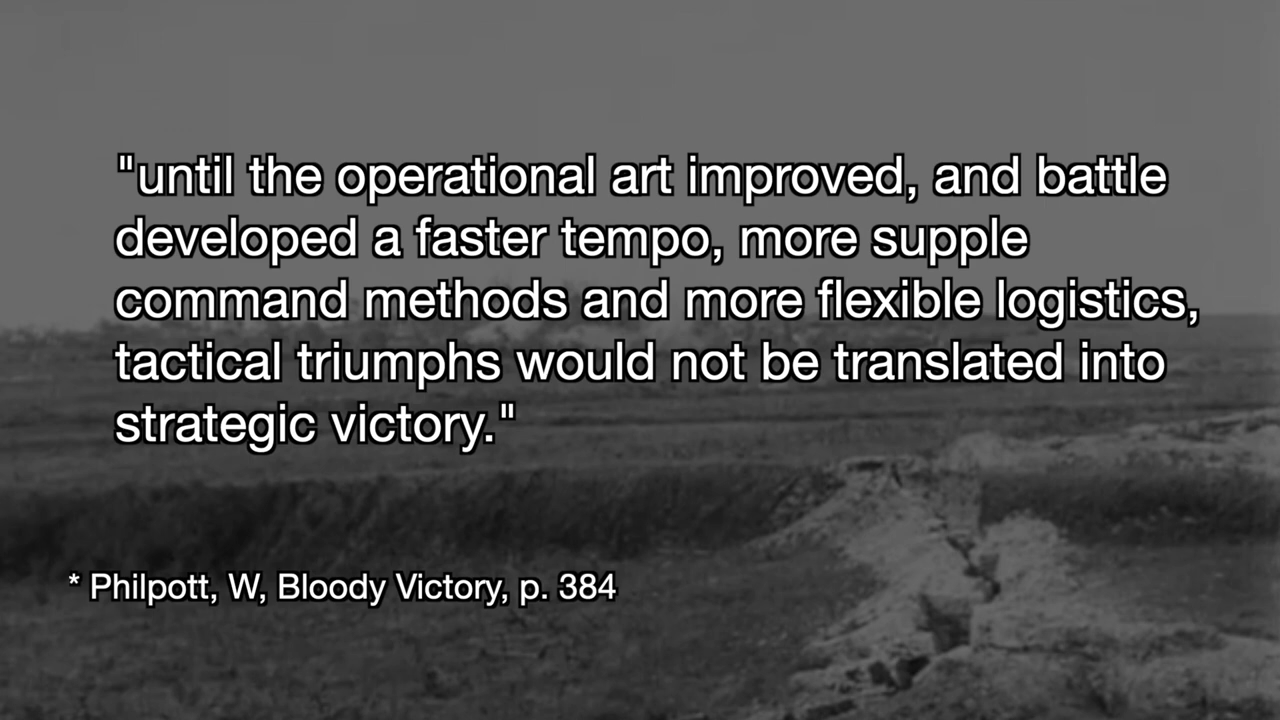 "until the operational art improved, and battle
developed a faster tempo, more supple
command methods and more flexible logistics,
tactical triumphs would not be translated into
strategic victory."
* Philpott, W, Bloody Victory, p. 384